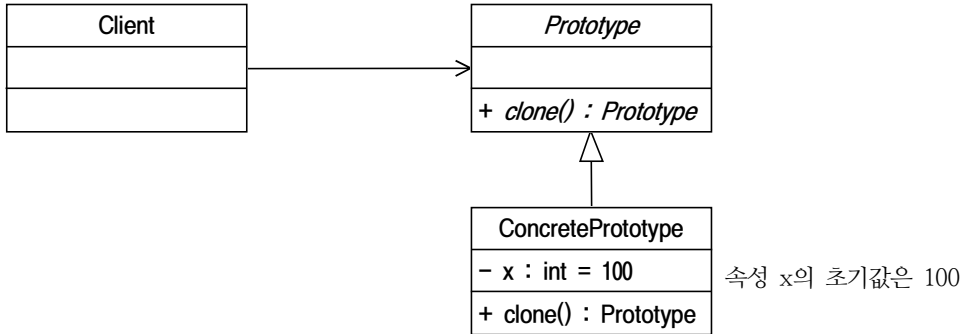 Client
Prototype
+ clone() : Prototype
ConcretePrototype
- x : int = 100
속성 x의 초기값은 100
+ clone() : Prototype